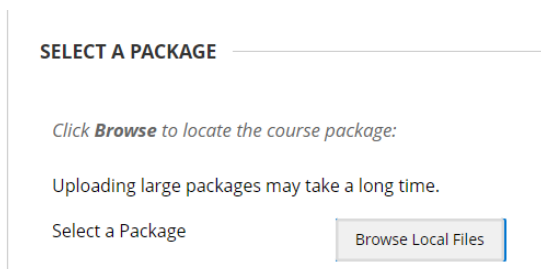 SELECT A PACKAGE
Click Browse to locate the course package:
Uploading large packages may take a long time.
Select a Package
Browse Local Files